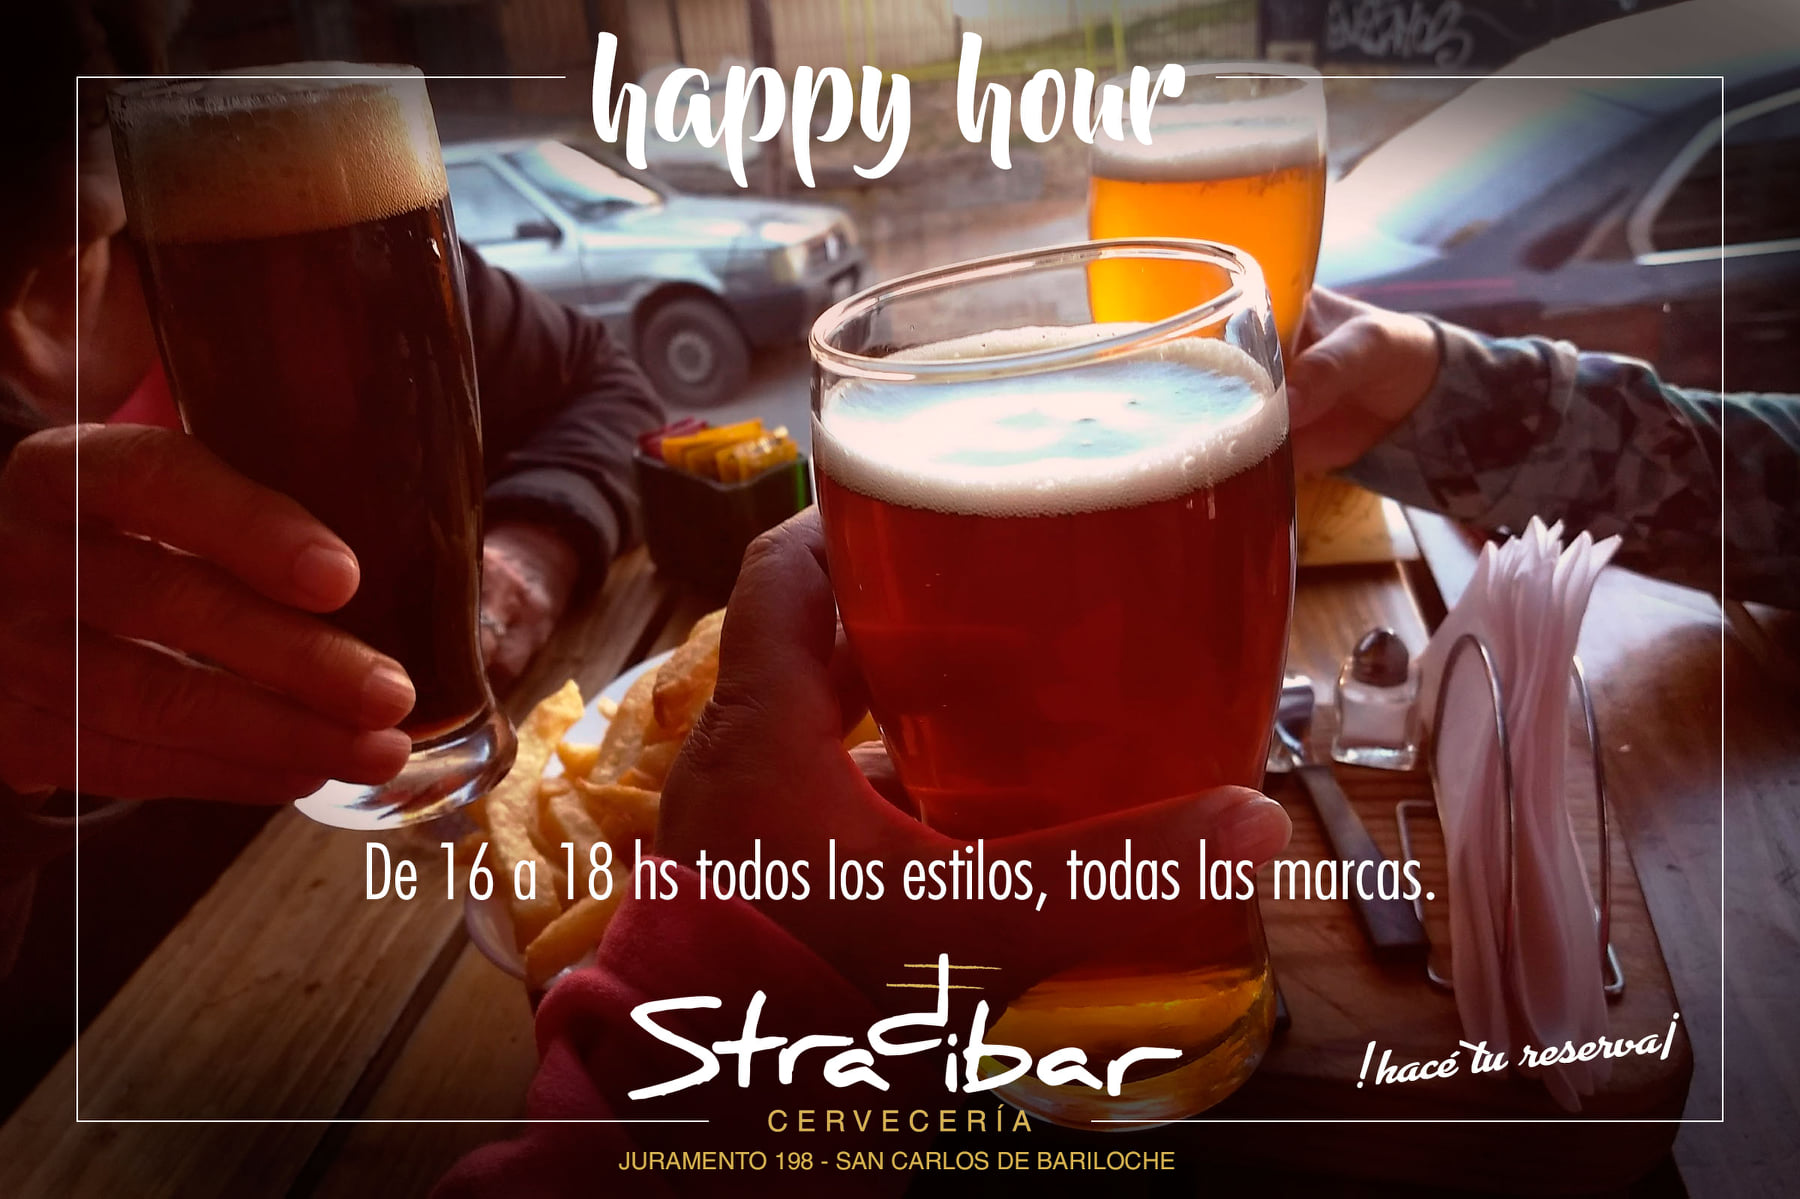 happy hour
De 16 a 18 hs todos los estilos, todas las marcas.
Stradibar
CERVECERÍA
JURAMENTO 198 - SAN CARLOS DE BARILOCHE
!hacé tu reserva¡